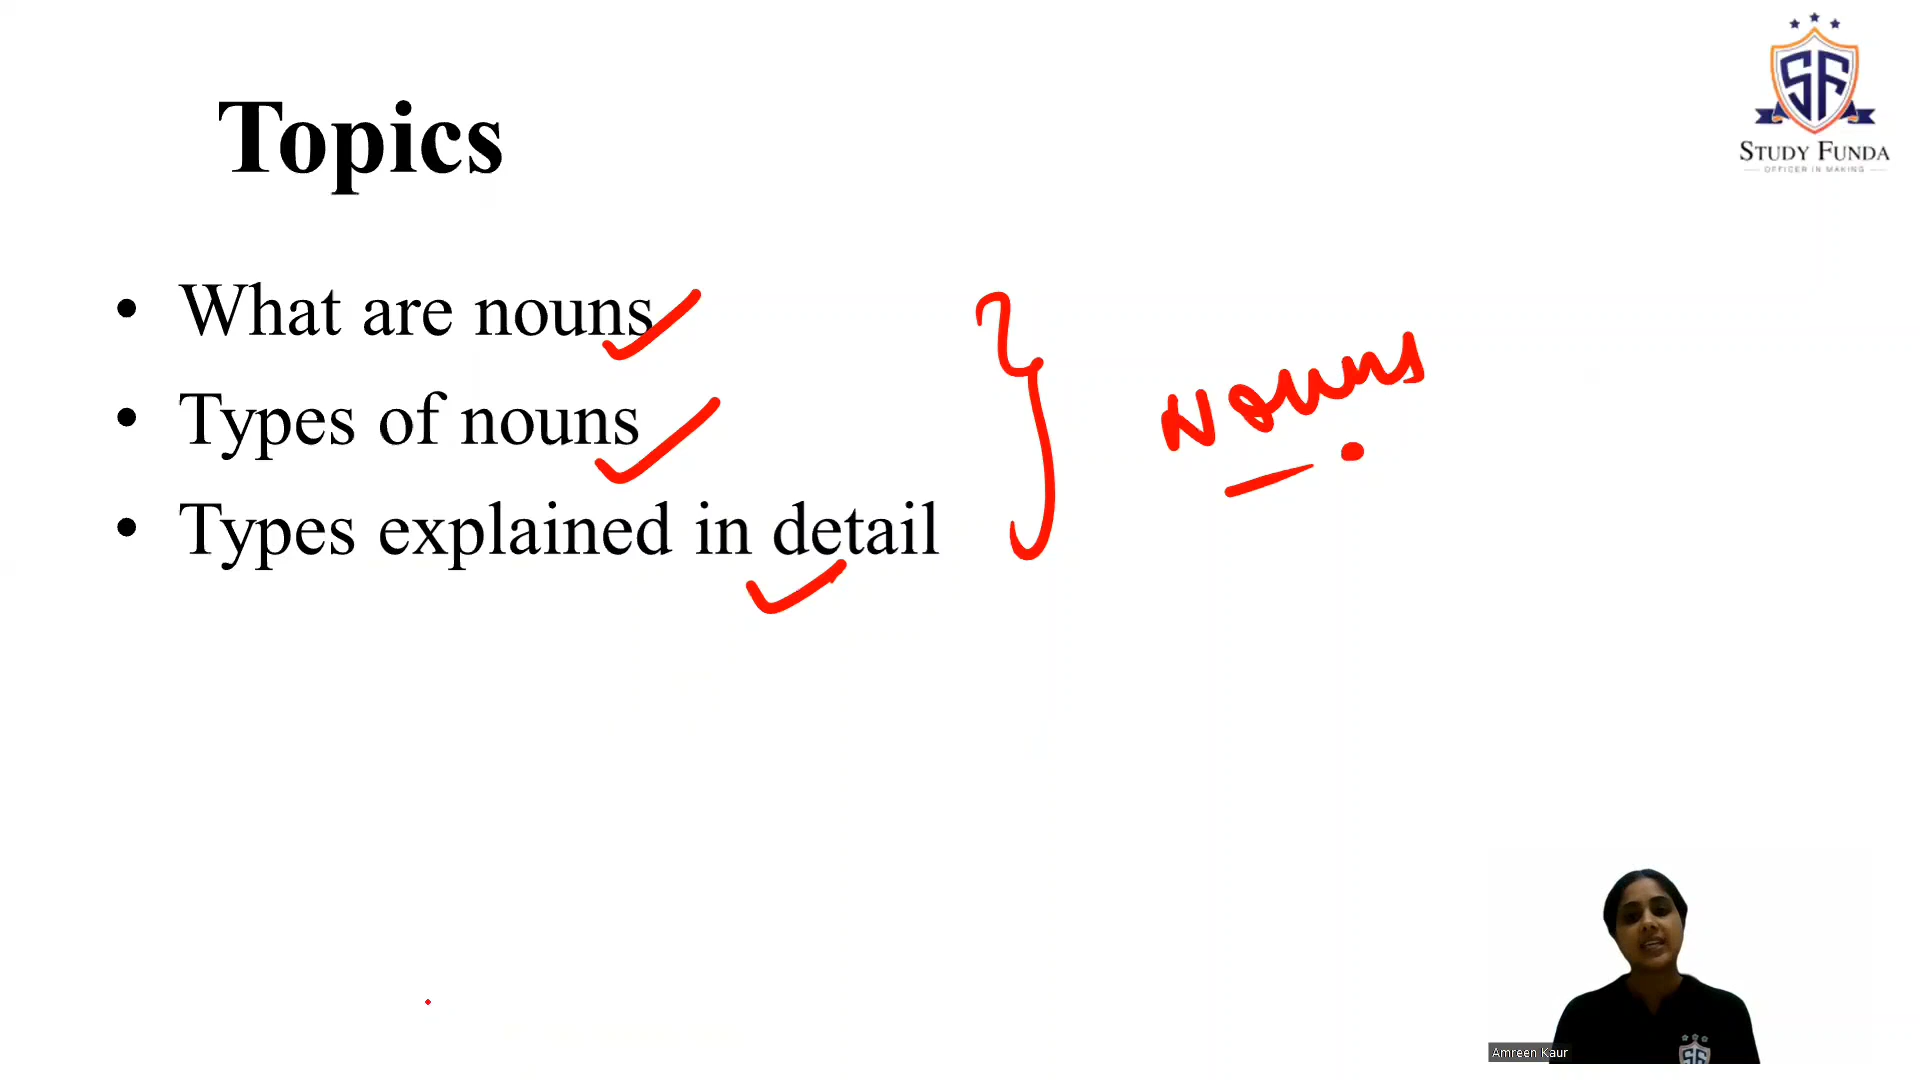 Topics
STUDY FUNDA
OFFICER IN MAKING
• What are nouns
• Types of nouns
• Types explained in detail
Nouns
SF
Amreen Kaur